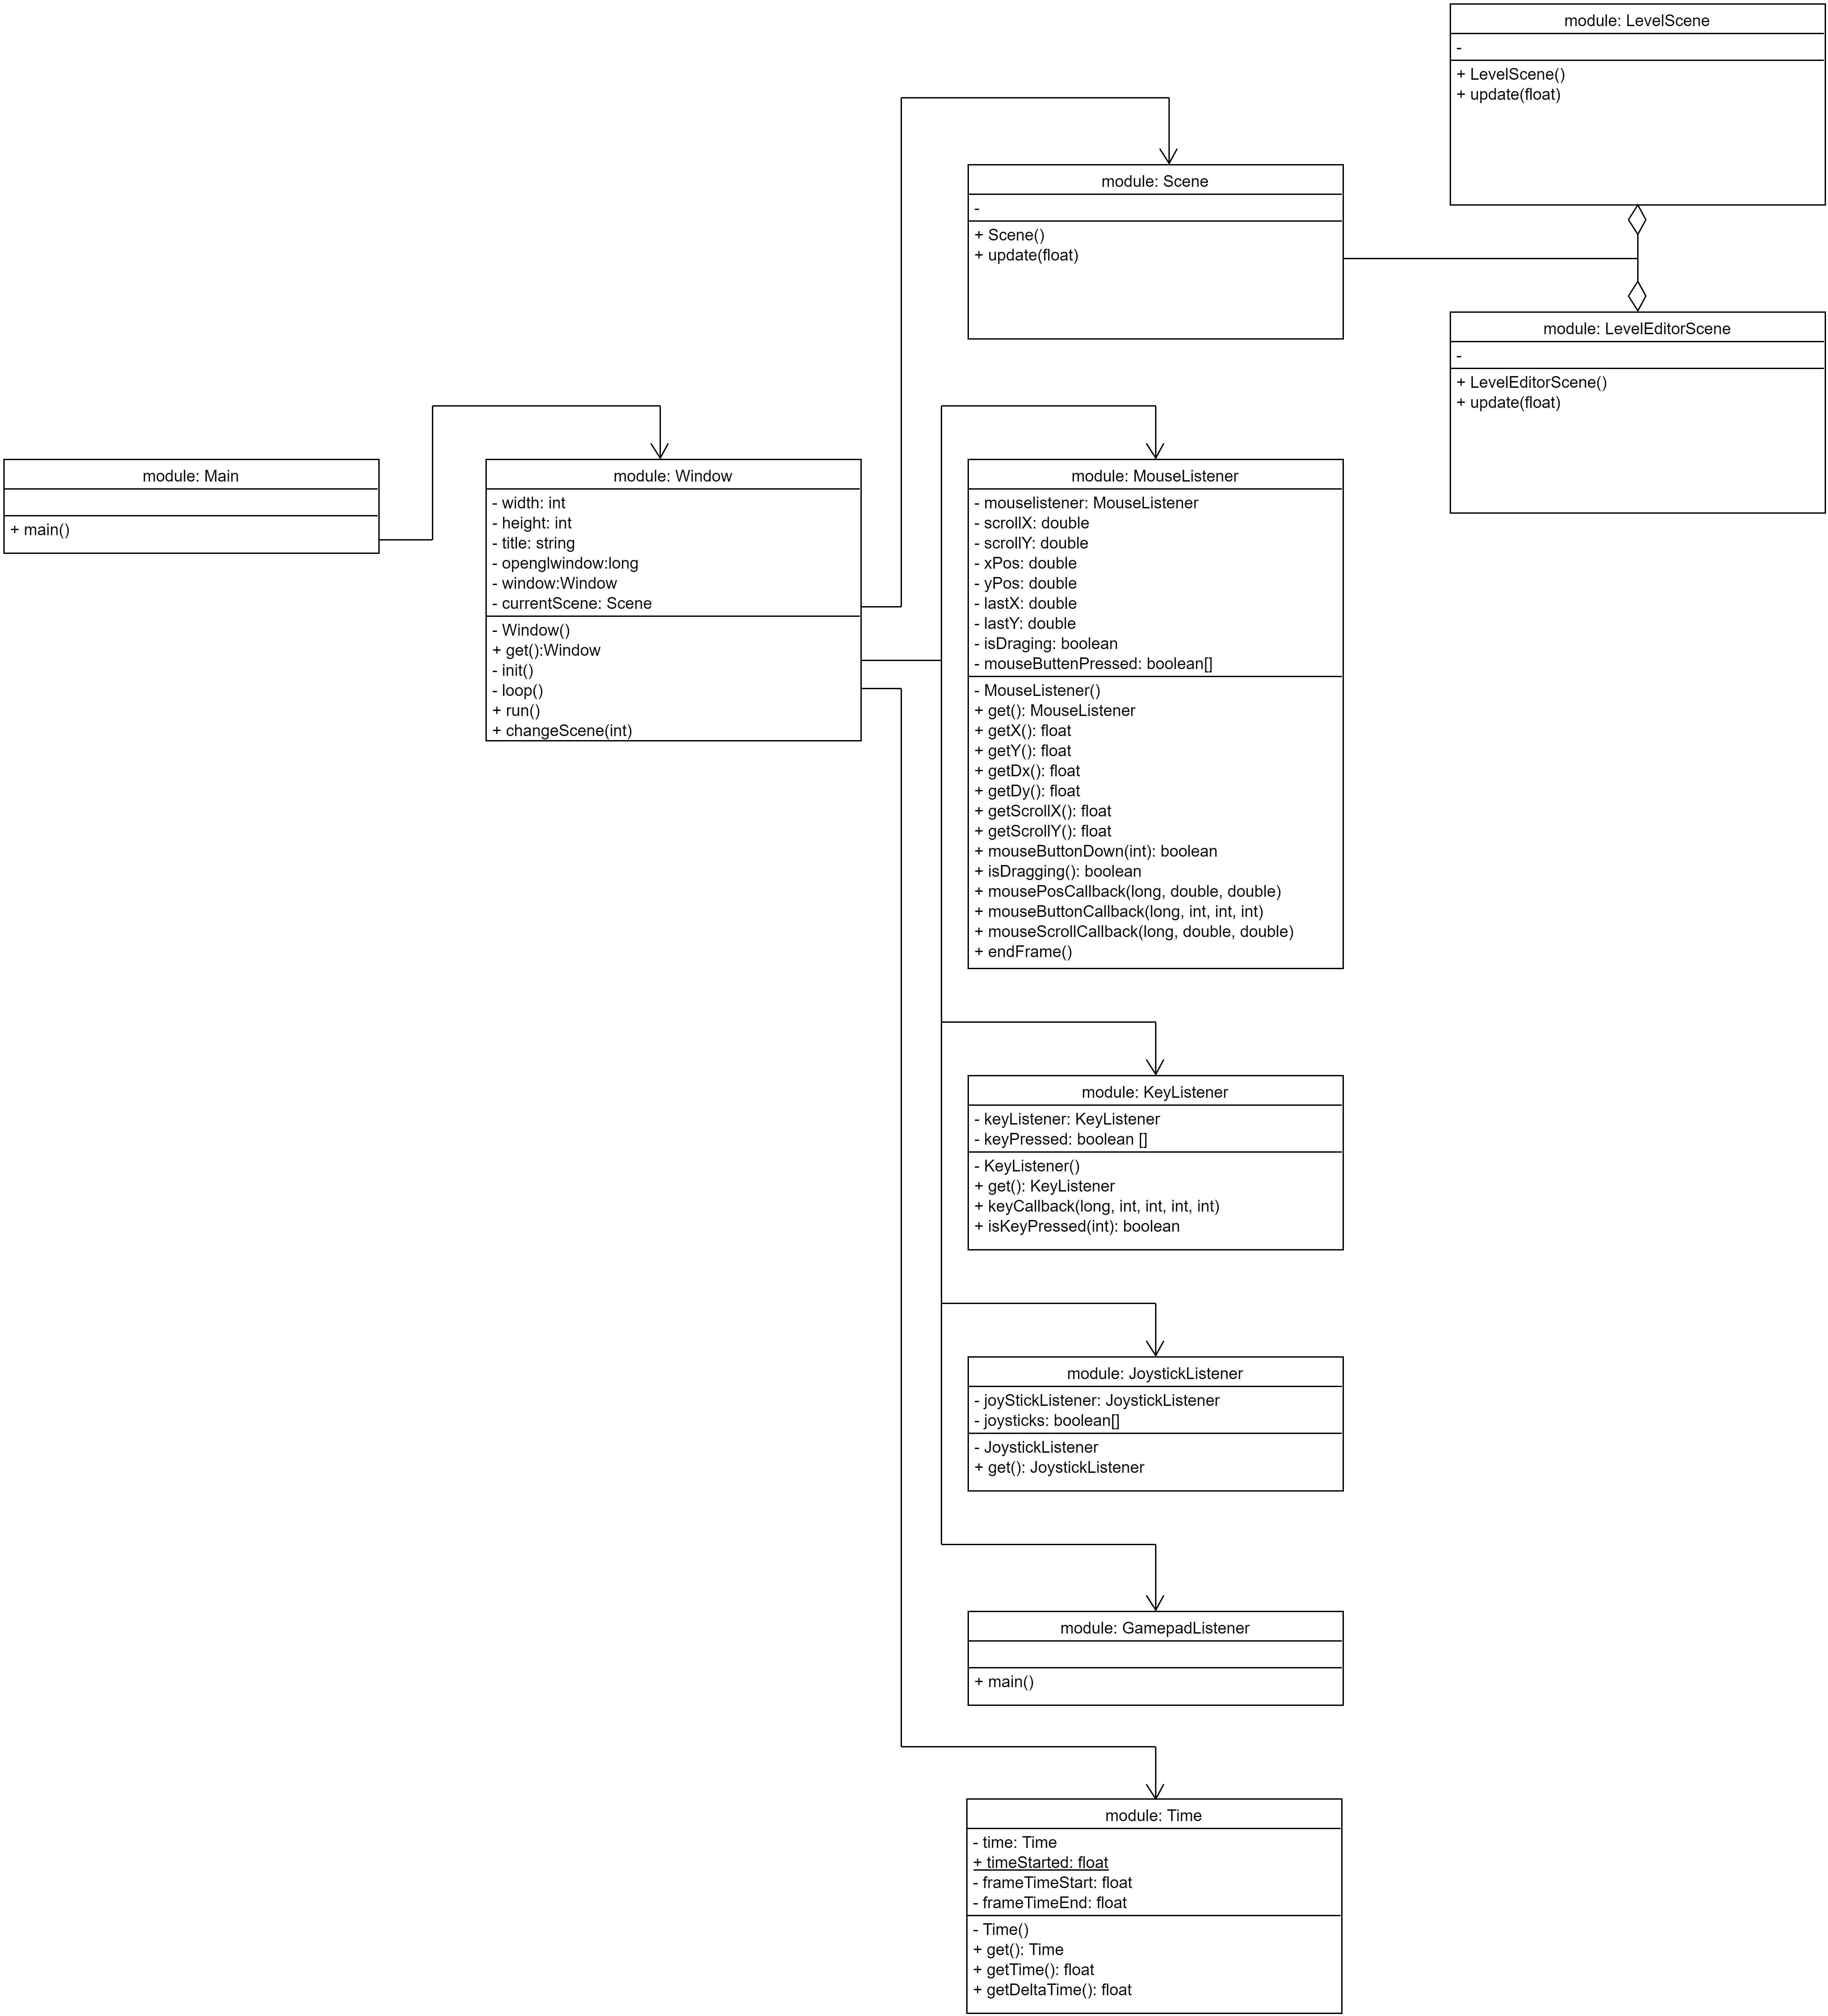 module: LevelScene
-
+ LevelScene()
+ update(float)
module: Scene
-
+ Scene()
+ update(float)
module: LevelEditorScene
-
+ LevelEditorScene()
+ update(float)
module: Main
+ main()
module: Window
- width: int
- height: int
- title: string
- openglwindow:long
- window:Window
- currentScene: Scene
- Window()
+ get():Window
- init()
- loop()
+ run()
+ changeScene(int)
module: MouseListener
- mouselistener: MouseListener
- scrollX: double
- scrollY: double
- xPos: double
- yPos: double
- lastX: double
- lastY: double
- isDraging: boolean
- mouseButtenPressed: boolean[]
- MouseListener()
+ get(): MouseListener
+ getX(): float
+ getY(): float
+ getDx(): float
+ getDy(): float
+ getScrollX(): float
+ getScrollY(): float
+ mouseButtonDown(int): boolean
+ isDragging(): boolean
+ mousePosCallback(long, double, double)
+ mouseButtonCallback(long, int, int, int)
+ mouseScrollCallback(long, double, double)
+ endFrame()
module: KeyListener
- keyListener: KeyListener
- keyPressed: boolean []
- KeyListener()
+ get(): KeyListener
+ keyCallback(long, int, int, int, int)
+ isKeyPressed(int): boolean
module: JoystickListener
- joyStickListener: JoystickListener
- joysticks: boolean[]
- JoystickListener
+ get(): JoystickListener
module: GamepadListener
+ main()
module: Time
- time: Time
+ timeStarted: float
- frameTimeStart: float
- frameTimeEnd: float
- Time()
+ get(): Time
+ getTime(): float
+ getDeltaTime(): float